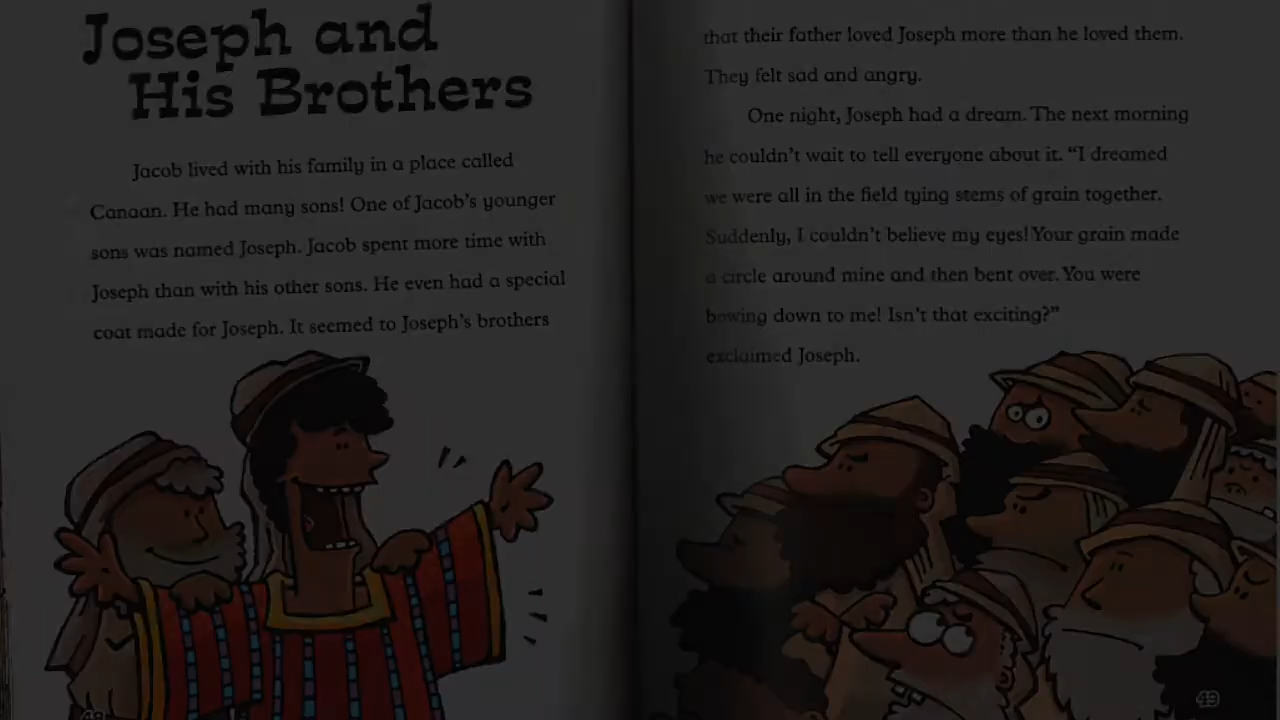 Joseph and
His Brothers
Jacob lived with his family in a place called
Canaan. He had many sons! One of Jacob's younger
sons was named Joseph. Jacob spent more time with
Joseph than with his other sons. He even had a special
coat made for Joseph. It seemed to Joseph's brothers
that their father loved Joseph more than he loved them.
They felt sad and angry.
One night, Joseph had a dream. The next morning
he couldn't wait to tell everyone about it. “I dreamed
we were all in the field tying stems of grain together.
Suddenly, I couldn't believe my eyes! Your grain made
a circle around mine and then bent over. You were
bowing down to me! Isn't that exciting?”
exclaimed Joseph.
49